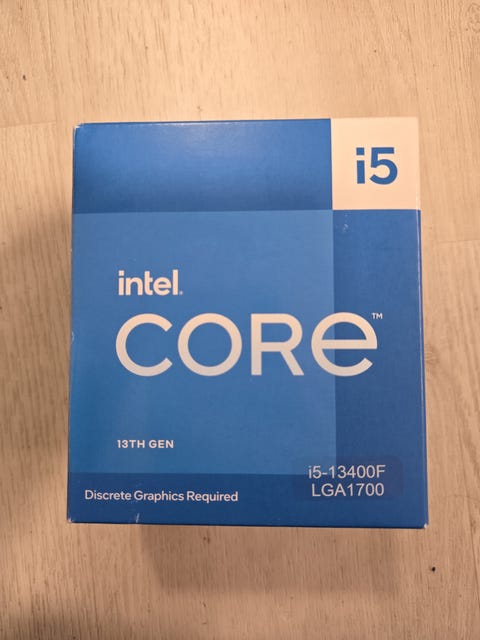 i5
intel.
CORE™
13TH GEN
i5-13400F
LGA1700
Discrete Graphics Required